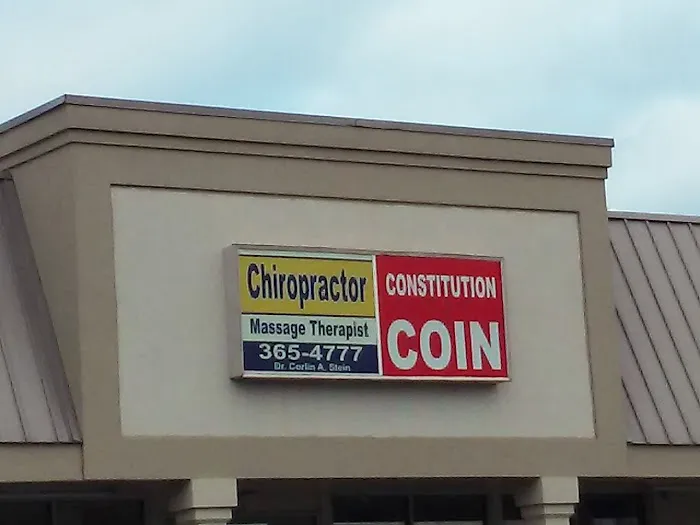 Chiropractor
Massage Therapist
365-4777
Dr. Carlin A. Stein
CONSTITUTION
COIN